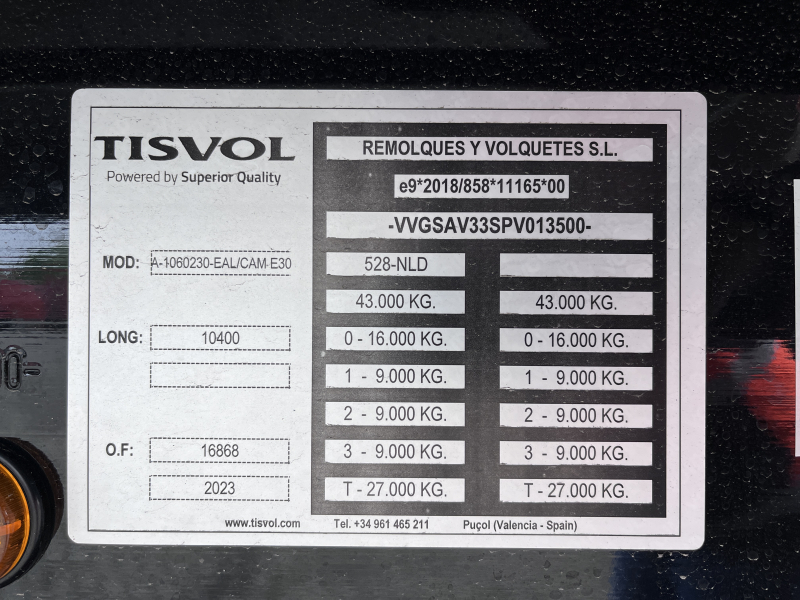 TISVOL
Powered by Superior Quality
MOD: A-1060230-EAL/CAM E30
LONG: 10400
O.F: 16868
2023
REMOLQUES Y VOLQUETES S.L.
e9*2018/858*11165*00
-VVGSAV33SPV013500-
528-NLD
43.000 KG. 43.000 KG.
0 - 16.000 KG. 0 - 16.000 KG.
1 - 9.000 KG. 1 - 9.000 KG.
2 - 9.000 KG. 2 - 9.000 KG.
3 - 9.000 KG. 3 - 9.000 KG.
T - 27.000 KG. T - 27.000 KG.
www.tisvol.com Tel. +34 961 465 211 Puçol (Valencia - Spain)